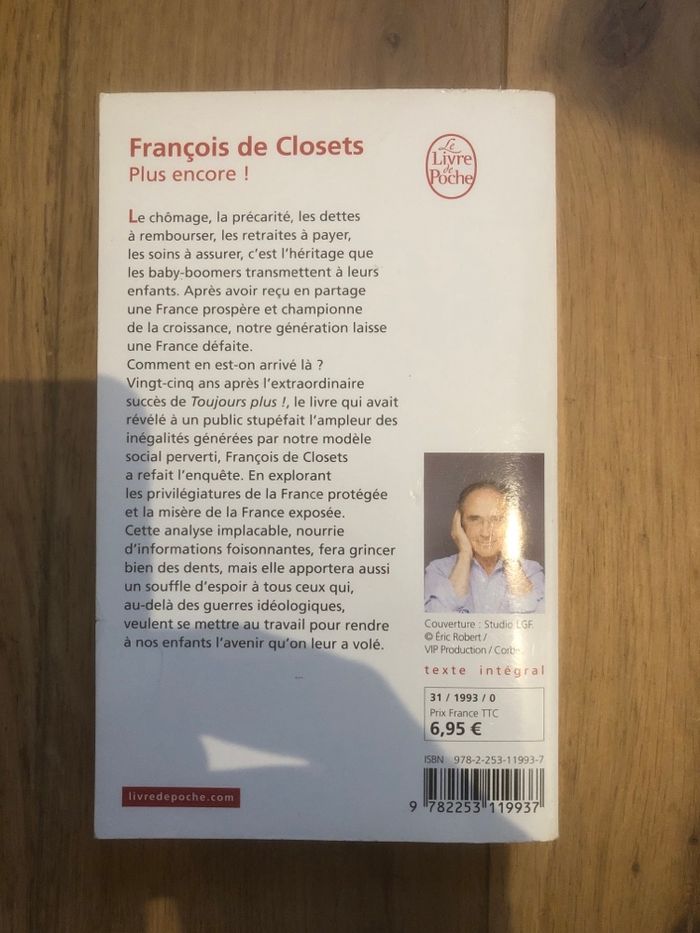 François de Closets
Plus encore !
Le
Livre
de
Poche
Le chômage, la précarité, les dettes
à rembourser, les retraites à payer,
les soins à assurer, c'est l'héritage que
les baby-boomers transmettent à leurs
enfants. Après avoir reçu en partage
une France prospère et championne
de la croissance, notre génération laisse
une France défaite.
Comment en est-on arrivé là ?
Vingt-cinq ans après l'extraordinaire
succès de Toujours plus !, le livre qui avait
révélé à un public stupéfait l'ampleur des
inégalités générées par notre modèle
social perverti, François de Closets
a refait l'enquête. En explorant
les privilégiatures de la France protégée
et la misère de la France exposée.
Cette analyse implacable, nourrie
d'informations foisonnantes, fera grincer
bien des dents, mais elle apportera aussi
un souffle d'espoir à tous ceux qui,
au-delà des guerres idéologiques,
veulent se mettre au travail pour rendre
à nos enfants l'avenir qu'on leur a volé.
Couverture : Studio LGF.
© Éric Robert /
VIP Production /
texte intégral
31 / 1993 / 0
Prix France TTC
6,95 €
ISBN 978-2-253-11993-7
9 782253 119937
livredepoche.com